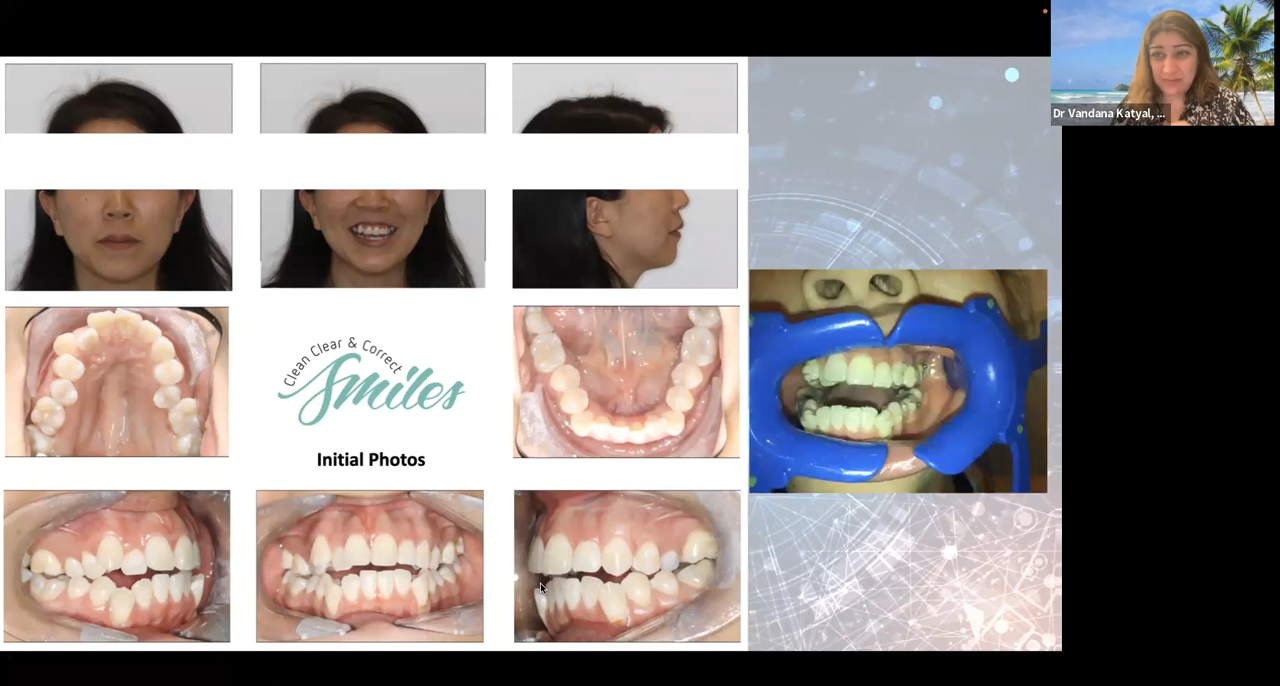 Dr Vandana Katyal, ...
Clean Clear & Correct
Smiles
Initial Photos